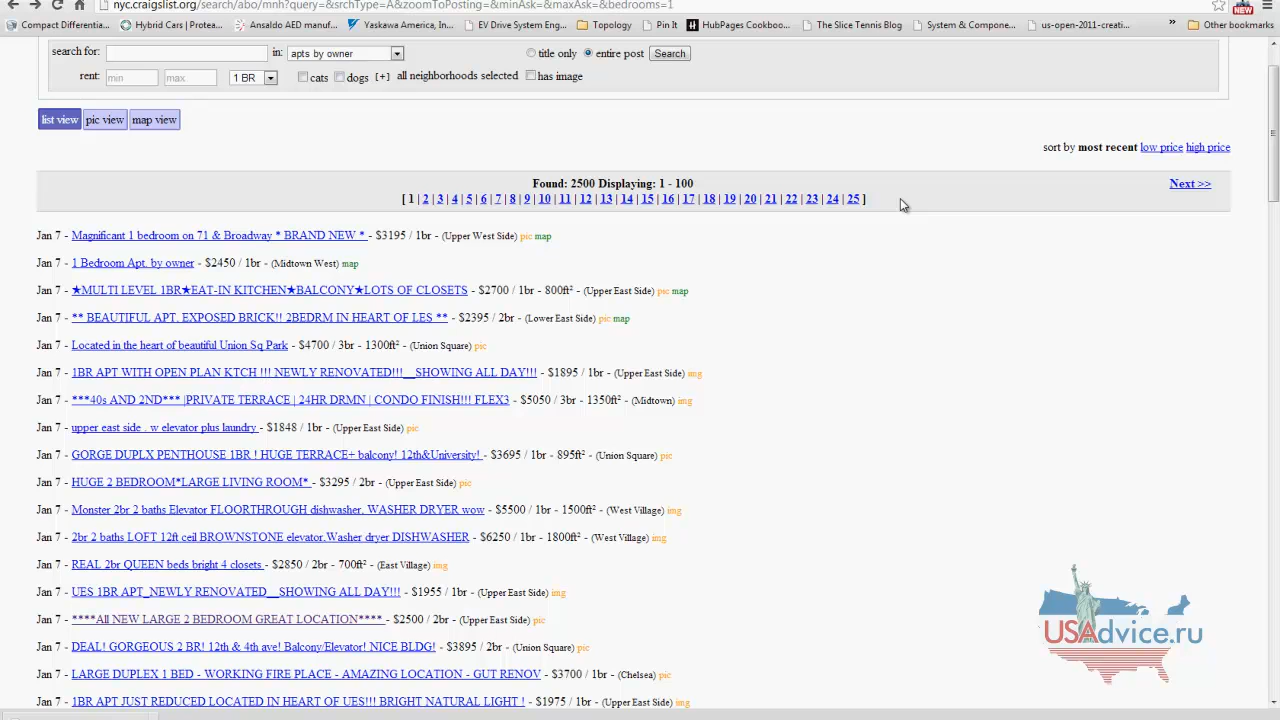 nyc.craigslist.org/search/abo/mnh?query=&srchType=A&zoomToPosting=&minAsk=&maxAsk=&bedrooms=1
Competitive Differen... Hybrid Cars | Protea... Ansaldo AED manuf... Yaskawa America, In... EV Drive System Dri... Topology Pin It HubPages Cookboo... The Slice Testing Blog System & Compone... us-open-2011-creati... » Other bookmarks
search for: in: apts by owner title only entire post Search
rent: min max 1 BR cats dogs [+] all neighborhoods selected has image
list view pic view map view
sort by most recent low price high price
Found: 2500 Displaying: 1 - 100 Next >>
[ 1 | 2 | 3 | 4 | 5 | 6 | 7 | 8 | 9 | 10 | 11 | 12 | 13 | 14 | 15 | 16 | 17 | 18 | 19 | 20 | 21 | 22 | 23 | 24 | 25 ]
Jan 7 - Magnificant 1 bedroom on 71 & Broadway * BRAND NEW * - $3195 / 1br - (Upper West Side) pic map
Jan 7 - 1 Bedroom Apt. by owner - $2450 / 1br - (Midtown West) map
Jan 7 - ★MULTI LEVEL 1BR★EAT-IN KITCHEN★BALCONY★LOTS OF CLOSETS - $2700 / 1br - 800ft² - (Upper East Side) pic map
Jan 7 - ** BEAUTIFUL APT. EXPOSED BRICK!! 2BEDRM IN HEART OF LES ** - $2395 / 2br - (Lower East Side) pic map
Jan 7 - Located in the heart of beautiful Union Sq Park - $4700 / 3br - 1300ft² - (Union Square) pic
Jan 7 - 1BR APT WITH OPEN PLAN KTCH !!! NEWLY RENOVATED!!!__SHOWING ALL DAY!!! - $1895 / 1br - (Upper East Side) img
Jan 7 - ***40s AND 2ND*** |PRIVATE TERRACE | 24HR DRMN | CONDO FINISH!!! FLEX3 - $5050 / 3br - 1350ft² - (Midtown) img
Jan 7 - upper east side . w elevator plus laundry - $1848 / 1br - (Upper East Side) pic
Jan 7 - GORGE DUPLX PENTHOUSE 1BR ! HUGE TERRACE+ balcony! 12th&University! - $3695 / 1br - 895ft² - (Union Square) pic
Jan 7 - HUGE 2 BEDROOM*LARGE LIVING ROOM* - $3295 / 2br - (Upper East Side) pic
Jan 7 - Monster 2br 2 baths Elevator FLOORTHROUGH dishwasher, WASHER DRYER wow - $5500 / 1br - 1500ft² - (West Village) img
Jan 7 - 2br 2 baths LOFT 12ft ceil BROWNSTONE elevator,Washer dryer DISHWASHER - $6250 / 1br - 1800ft² - (West Village) img
Jan 7 - REAL 2br QUEEN beds bright 4 closets - $2850 / 2br - 700ft² - (East Village) img
Jan 7 - UES 1BR APT_NEWLY RENOVATED__SHOWING ALL DAY!!! - $1955 / 1br - (Upper East Side) img
Jan 7 - ****All NEW LARGE 2 BEDROOM GREAT LOCATION**** - $2500 / 2br - (Upper East Side) pic
Jan 7 - DEAL! GORGEOUS 2 BR! 12th & 4th ave! Balcony/Elevator! NICE BLDG! - $3895 / 2br - (Union Square) pic
Jan 7 - LARGE DUPLEX 1 BED - WORKING FIRE PLACE - AMAZING LOCATION - GUT RENOV - $3700 / 1br - (Chelsea) pic
Jan 7 - 1BR APT JUST REDUCED LOCATED IN HEART OF UES!!! BRIGHT NATURAL LIGHT ! - $1975 / 1br - (Upper East Side) img
NEW
USAdvice.ru